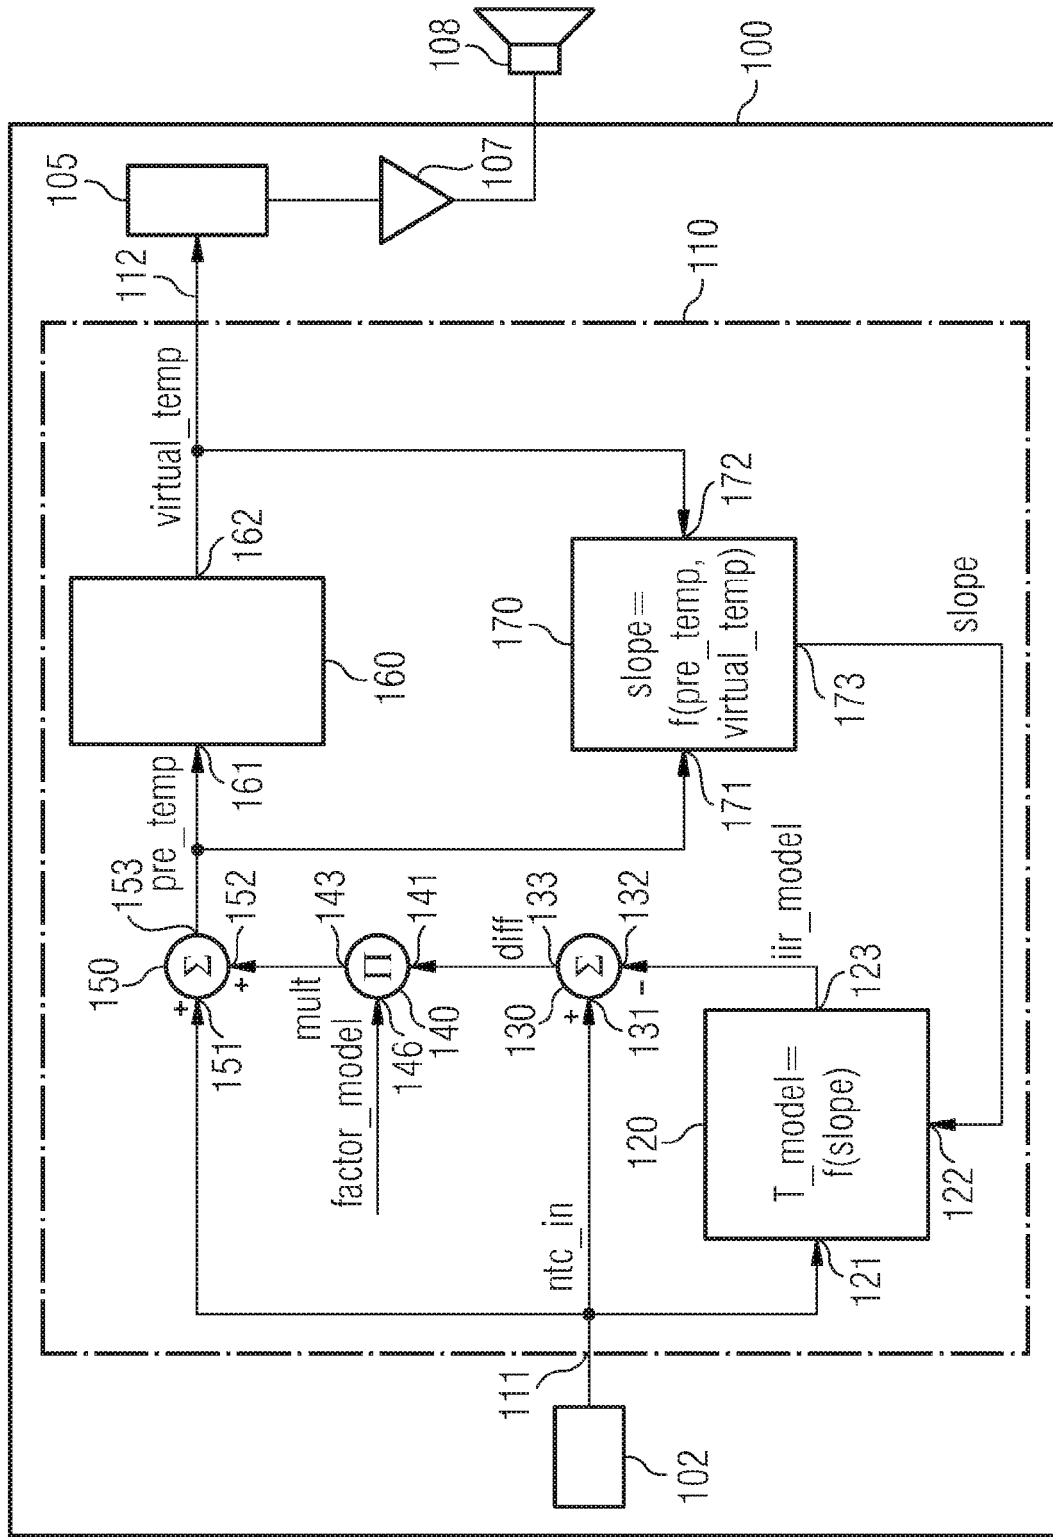 100
108
105
107
112
110
virtual_temp
162
160
161
pre_temp
172
170
slope=
f(pre_temp,
virtual_temp)
173
171
slope
153
150
152
+
+
Σ
151
143
141
Π
mult
140
146
factor_model
diff
133
132
Σ
130
131
+
-
iir_model
123
ntc_in
120
T_model=
f(slope)
122
121
111
102